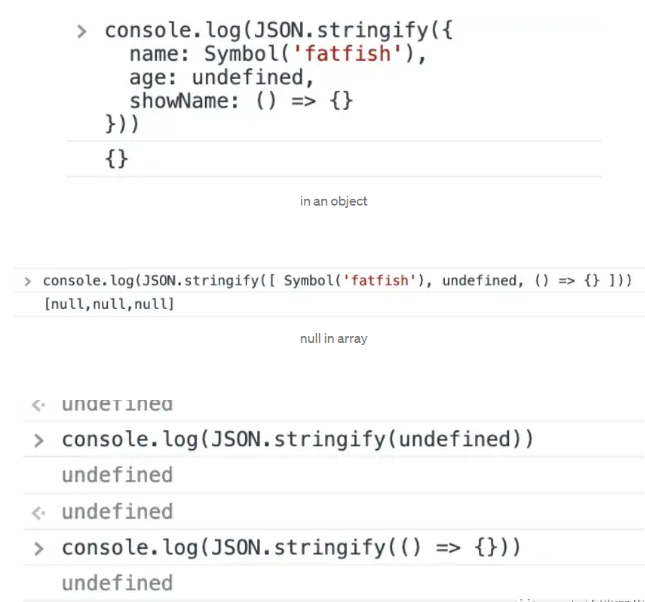 > console.log(JSON.stringify({
name: Symbol('fatfish'),
age: undefined,
showName: () => {}
}))
{}
in an object
> console.log(JSON.stringify([ Symbol('fatfish'), undefined, () => {} ]))
[null,null,null]
null in array
undefined
> console.log(JSON.stringify(undefined))
undefined
undefined
> console.log(JSON.stringify(() => {}))
undefined